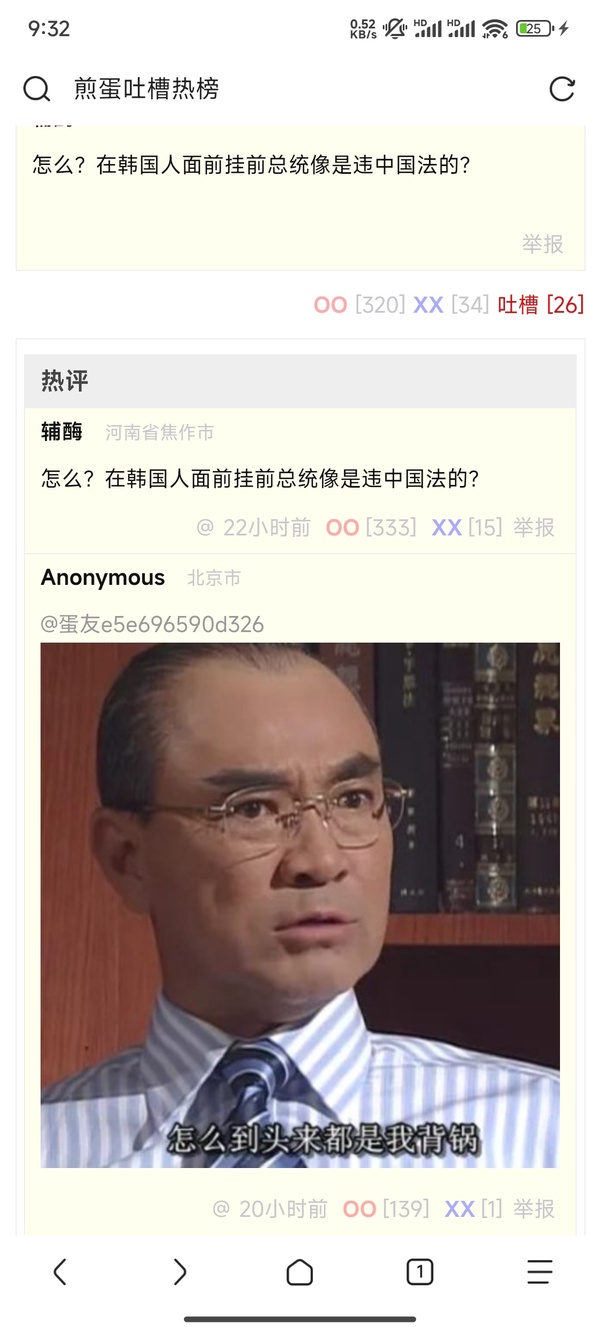 9:32
0.52
KB/s
HD
HD
6
25
煎蛋吐槽热榜
怎么？在韩国人面前挂前总统像是违中国法的？
举报
OO [320] XX [34] 吐槽 [26]
热评
辅酶 河南省焦作市
怎么？在韩国人面前挂前总统像是违中国法的？
@ 22小时前 OO [333] XX [15] 举报
Anonymous 北京市
@蛋友e5e696590d326
怎么到头来都是我背锅
@ 20小时前 OO [139] XX [1] 举报
1